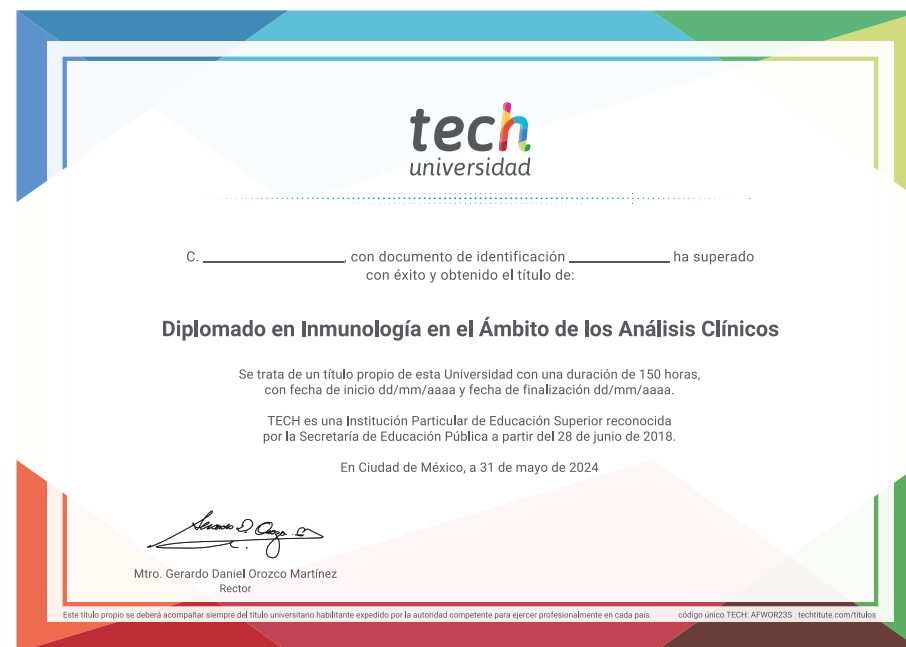 tech
universidad
C. ____________________, con documento de identificación ______________ ha superado
con éxito y obtenido el título de:
Diplomado en Inmunología en el Ámbito de los Análisis Clínicos
Se trata de un título propio de esta Universidad con una duración de 150 horas,
con fecha de inicio dd/mm/aaaa y fecha de finalización dd/mm/aaaa.
TECH es una Institución Particular de Educación Superior reconocida
por la Secretaría de Educación Pública a partir del 28 de junio de 2018.
En Ciudad de México, a 31 de mayo de 2024
Mtro. Gerardo Daniel Orozco Martínez
Rector
Este título propio se deberá acompañar siempre del título universitario habilitante expedido por la autoridad competente para ejercer profesionalmente en cada país. código único TECH: AFWOR23S techtitute.com/titulos